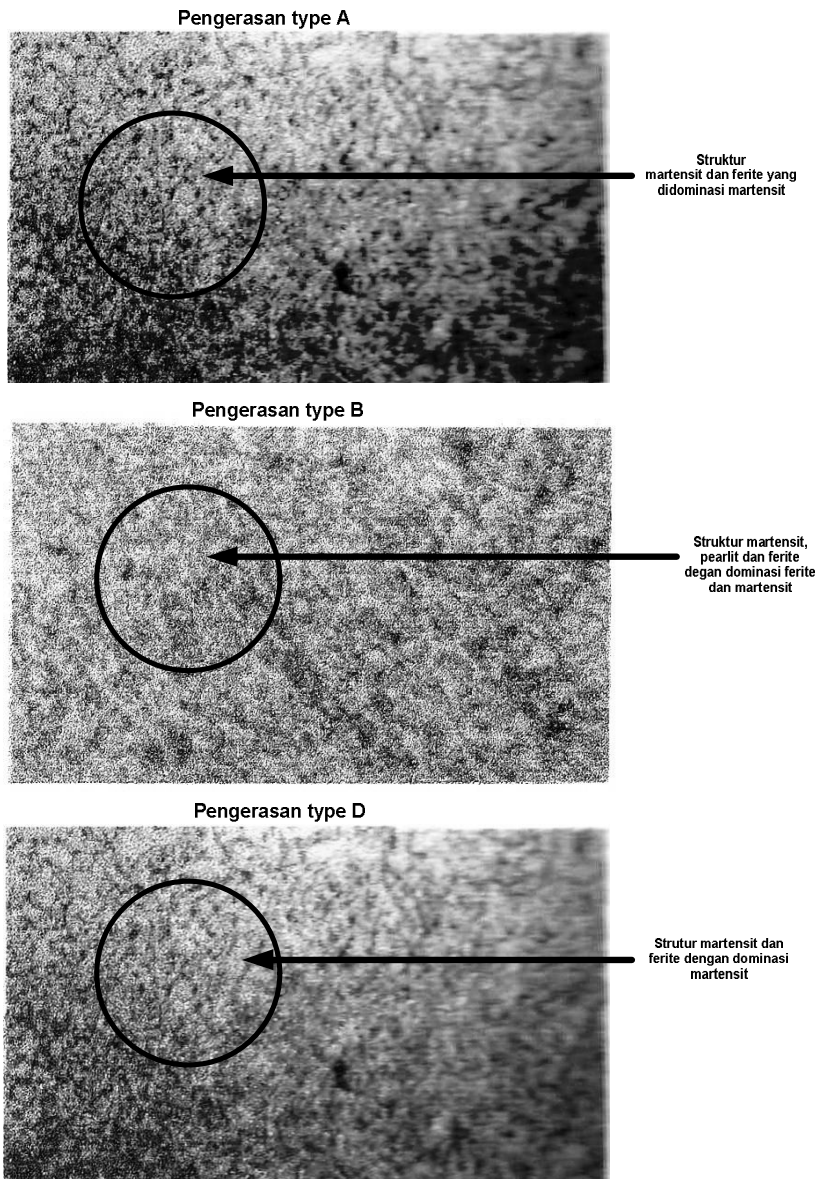 Pengerasan type A
Struktur
martensit dan ferite yang
didominasi martensit
Pengerasan type B
Struktur martensit,
pearlit dan ferite
degan dominasi ferite
dan martensit
Pengerasan type D
Strutur martensit dan
ferite dengan dominasi
martensit